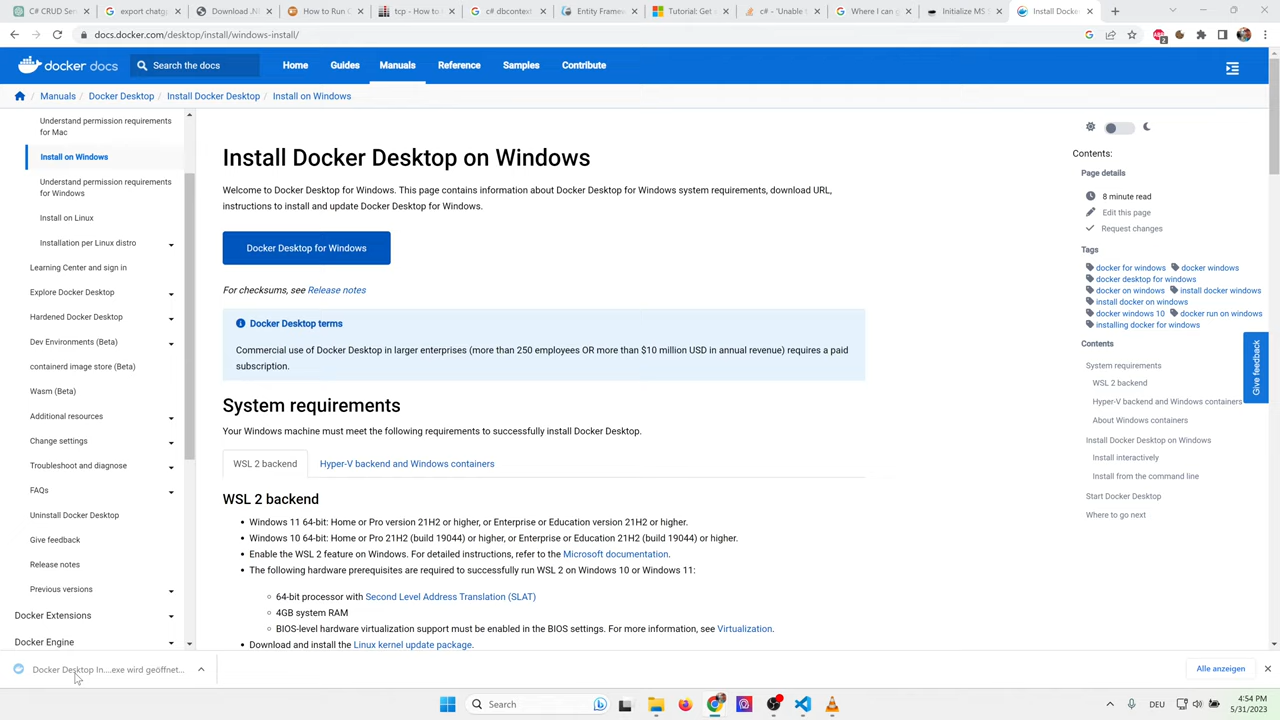 C# CRUD Ser
export chatg
Download .N
How to Run C
tcp - How to
c# dbcontex
Entity Frame
Tutorial: Get
c# - "Unable t
Where I can g
Initialize MS
Install Docke
docs.docker.com/desktop/install/windows-install/
docker docs
Search the docs
Home
Guides
Manuals
Reference
Samples
Contribute
Manuals / Docker Desktop / Install Docker Desktop / Install on Windows
Understand permission requirements
for Mac
Install on Windows
Understand permission requirements
for Windows
Install on Linux
Installation per Linux distro
Learning Center and sign in
Explore Docker Desktop
Hardened Docker Desktop
Dev Environments (Beta)
containerd image store (Beta)
Wasm (Beta)
Additional resources
Change settings
Troubleshoot and diagnose
FAQs
Uninstall Docker Desktop
Give feedback
Release notes
Previous versions
Docker Extensions
Docker Engine
Install Docker Desktop on Windows
Welcome to Docker Desktop for Windows. This page contains information about Docker Desktop for Windows system requirements, download URL,
instructions to install and update Docker Desktop for Windows.
Docker Desktop for Windows
For checksums, see Release notes
Docker Desktop terms
Commercial use of Docker Desktop in larger enterprises (more than 250 employees OR more than $10 million USD in annual revenue) requires a paid
subscription.
System requirements
Your Windows machine must meet the following requirements to successfully install Docker Desktop.
WSL 2 backend
Hyper-V backend and Windows containers
WSL 2 backend
• Windows 11 64-bit: Home or Pro version 21H2 or higher, or Enterprise or Education version 21H2 or higher.
• Windows 10 64-bit: Home or Pro 21H2 (build 19044) or higher, or Enterprise or Education 21H2 (build 19044) or higher.
• Enable the WSL 2 feature on Windows. For detailed instructions, refer to the Microsoft documentation.
• The following hardware prerequisites are required to successfully run WSL 2 on Windows 10 or Windows 11:
64-bit processor with Second Level Address Translation (SLAT)
4GB system RAM
BIOS-level hardware virtualization support must be enabled in the BIOS settings. For more information, see Virtualization.
• Download and install the Linux kernel update package.
Contents:
Page details
8 minute read
Edit this page
Request changes
Tags
docker for windows docker windows
docker desktop for windows
docker on windows install docker windows
install docker on windows
docker windows 10 docker run on windows
installing docker for windows
Contents
System requirements
WSL 2 backend
Hyper-V backend and Windows containers
About Windows containers
Install Docker Desktop on Windows
Install interactively
Install from the command line
Start Docker Desktop
Where to go next
Give feedback
Docker Desktop In....exe wird geöffnet...
Alle anzeigen
Search
DEU
4:54 PM
5/31/2023